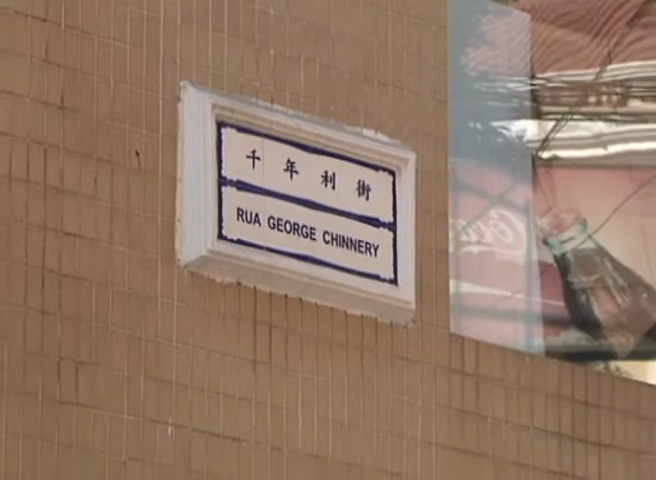 千年利街
RUA GEORGE CHINNERY